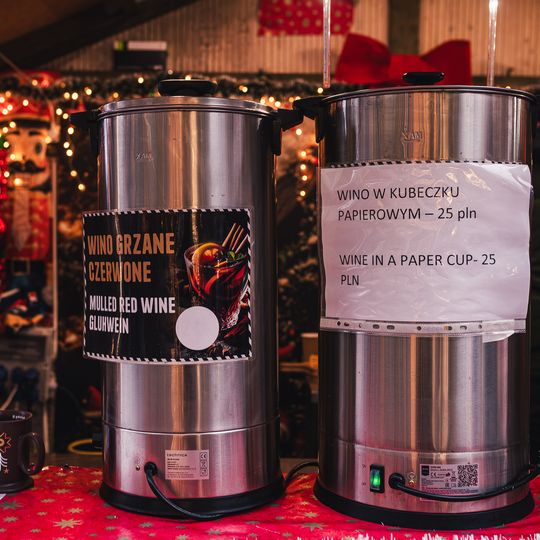 WINO GRZANE
CZERWONE
MULLED RED WINE
GLUHWEIN
WINO W KUBECZKU
PAPIEROWYM – 25 pln
WINE IN A PAPER CUP- 25
PLN